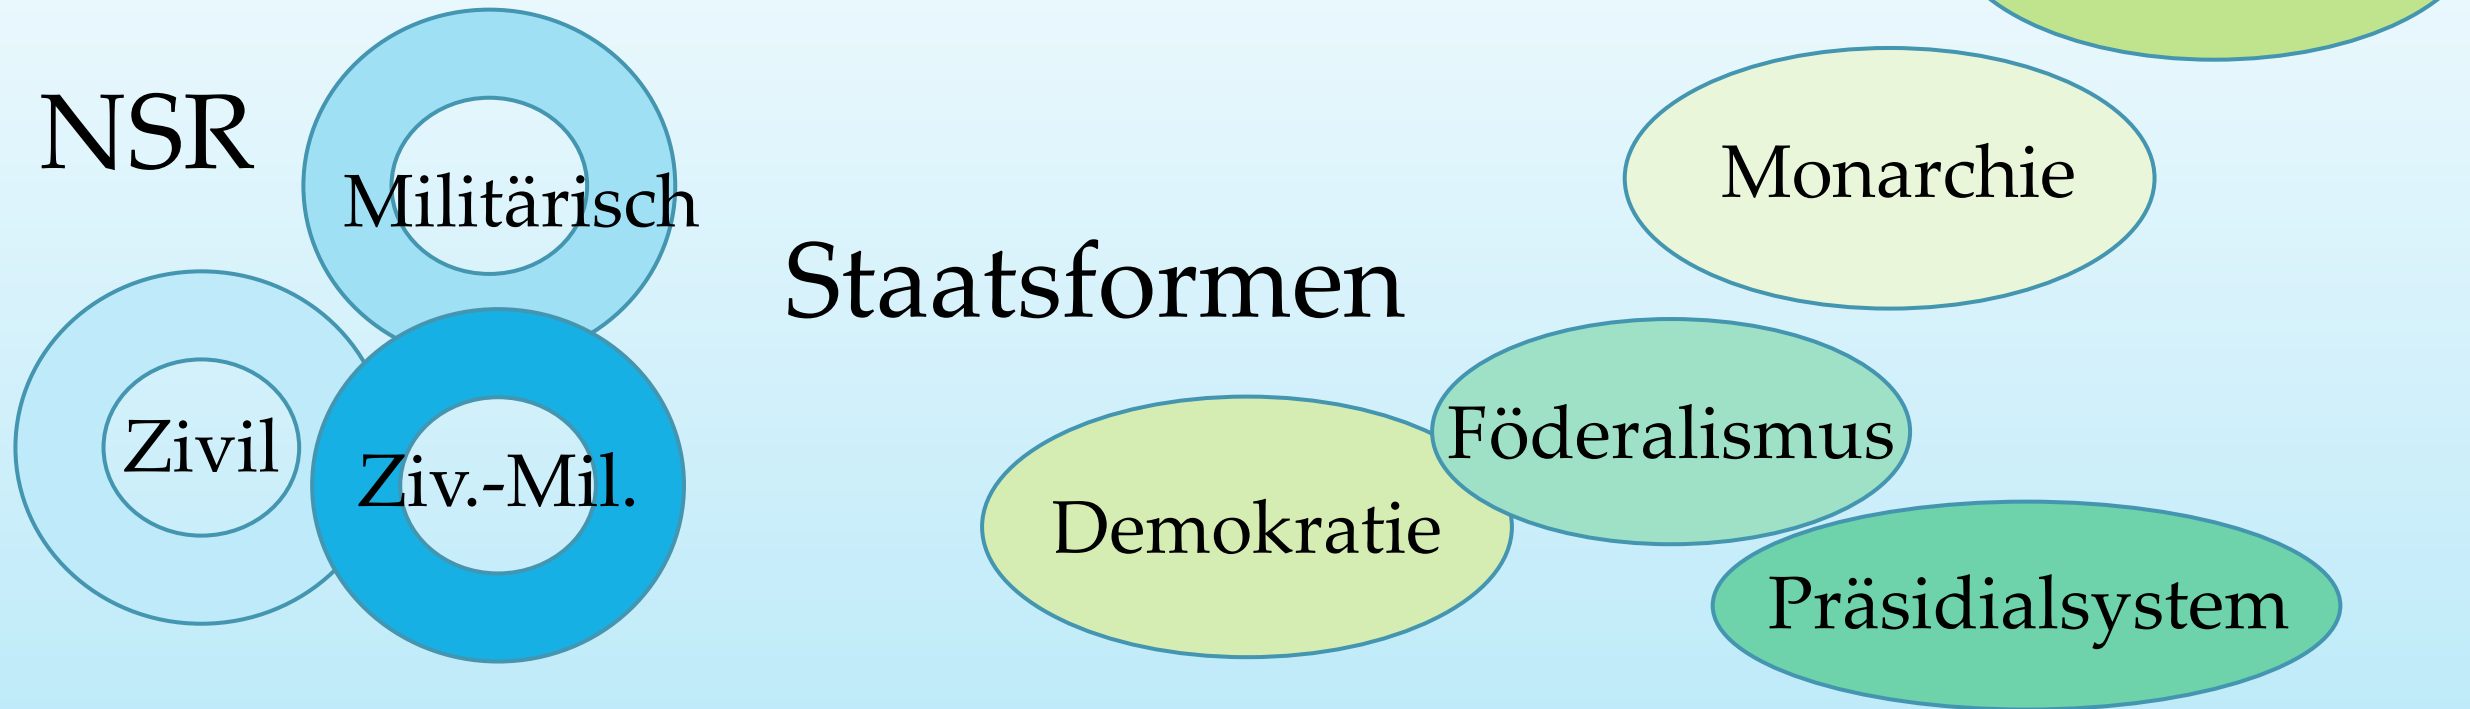 NSR
Militärisch
Zivil
Ziv.-Mil.
Staatsformen
Monarchie
Föderalismus
Demokratie
Präsidialsystem